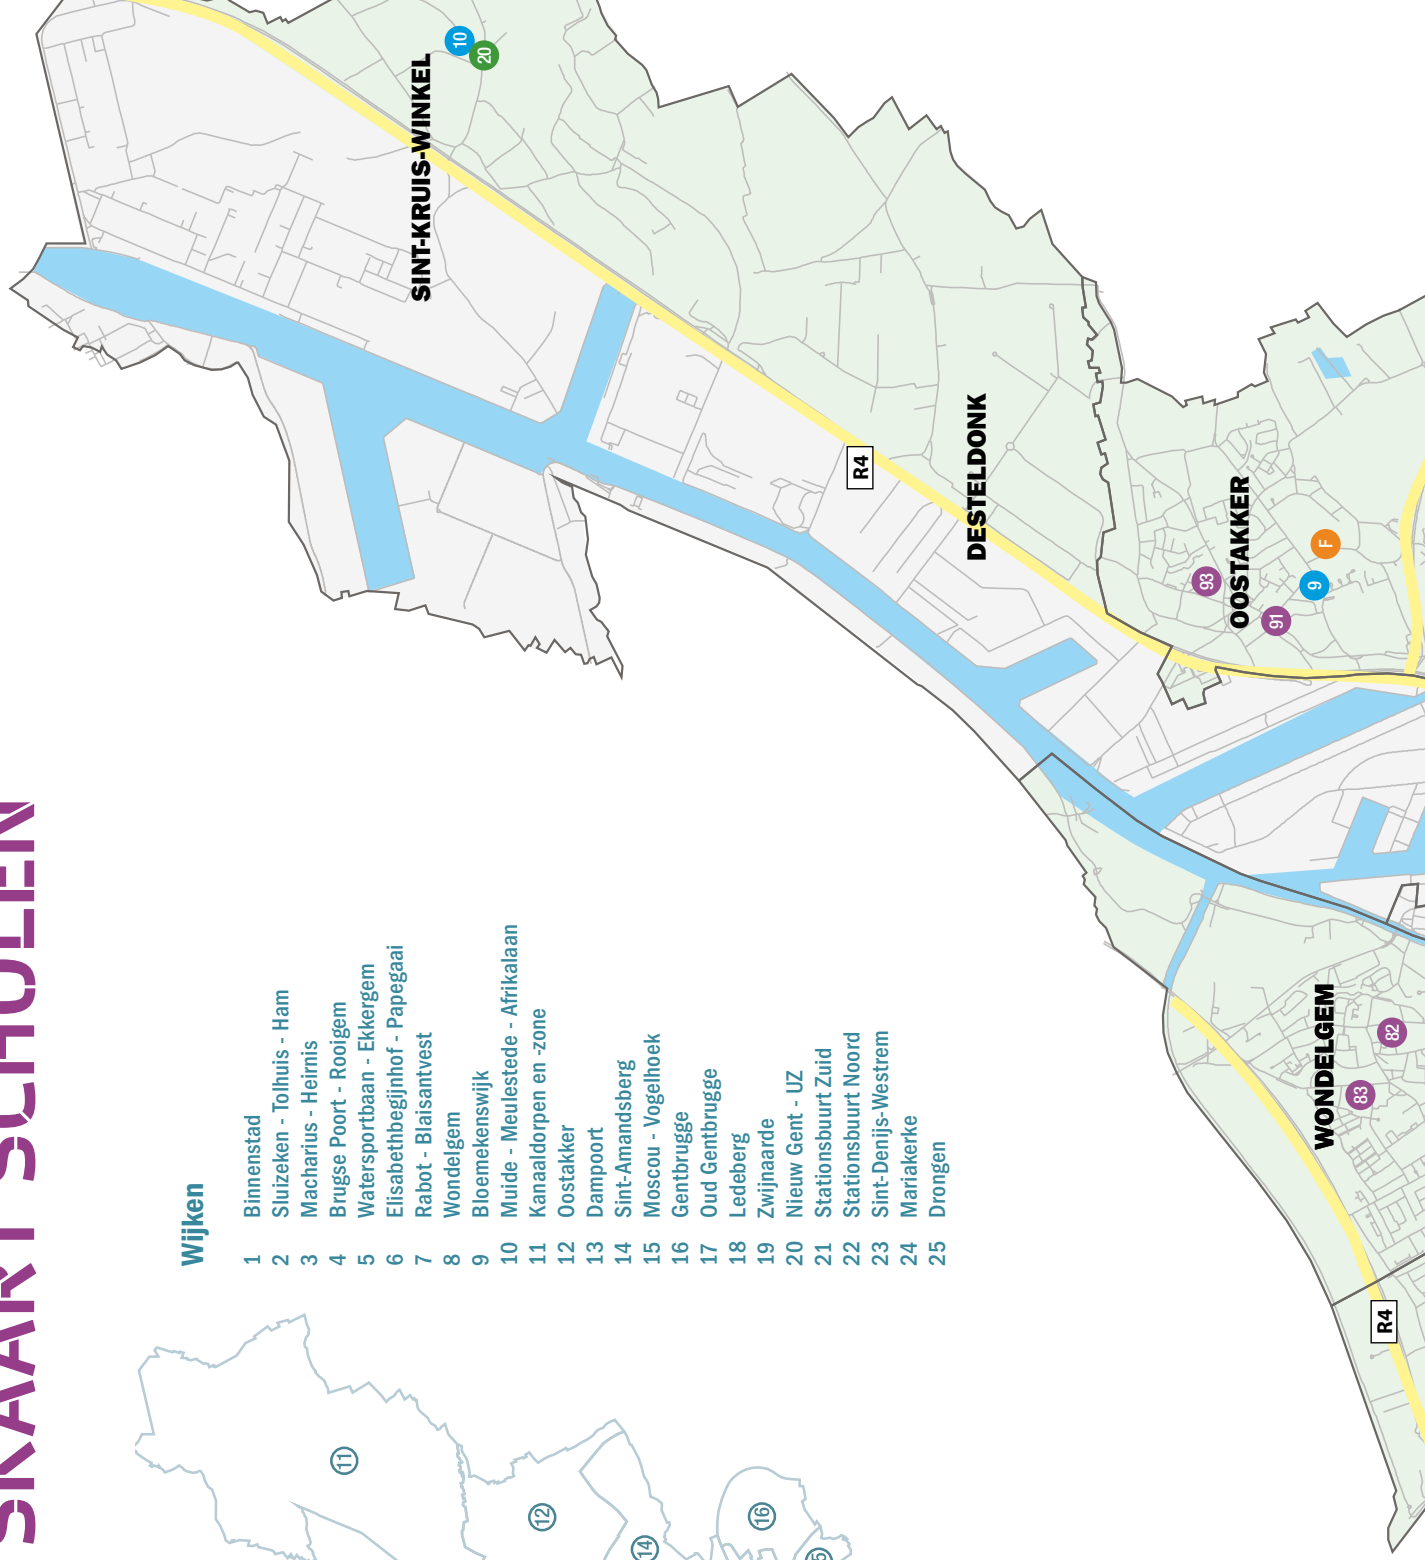 SKAART SCHOLEN
Wijken
1 Binnenstad
2 Sluizeken - Tolhuis - Ham
3 Macharius - Heirnis
4 Brugse Poort - Rooigem
5 Watersportbaan - Ekkergem
6 Elisabethbegijnhof - Papegaai
7 Rabot - Blaisantvest
8 Wondelgem
9 Bloemekenswijk
10 Muide - Meulestede - Afrikalaan
11 Kanaaldorpen en -zone
12 Oostakker
13 Dampoort
14 Sint-Amandsberg
15 Moscou - Vogelhoek
16 Gentbrugge
17 Oud Gentbrugge
18 Ledeberg
19 Zwijnaarde
20 Nieuw Gent - UZ
21 Stationsbuurt Zuid
22 Stationsbuurt Noord
23 Sint-Denijs-Westrem
24 Mariakerke
25 Drongen
11
12
14
16
SINT-KRUIS-WINKEL
10
20
R4
DESTELDONK
OOSTAKKER
93
91
9
F
WONDELGEM
82
83
R4